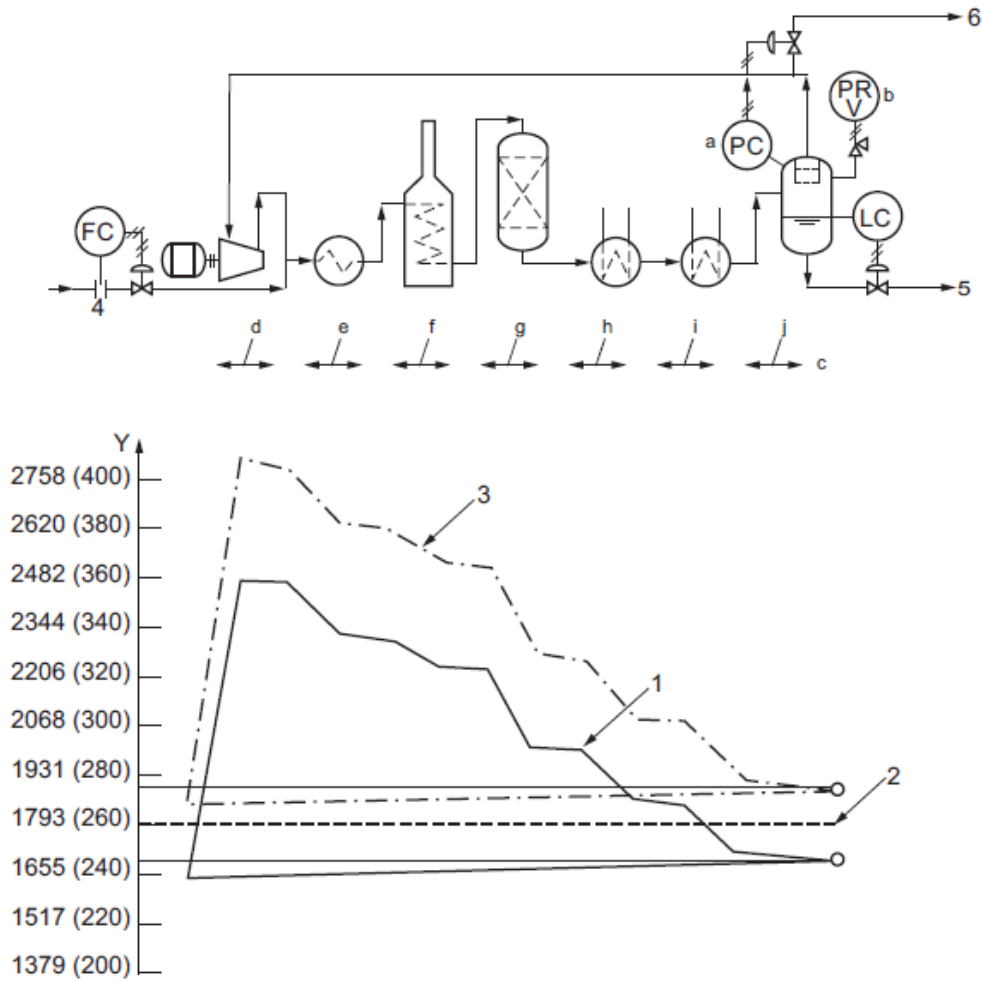 6
PR
V
b
a
PC
FC
LC
4
5
d
e
f
g
h
i
j
c
Y
2758 (400)
3
2620 (380)
2482 (360)
2344 (340)
2206 (320)
1
2068 (300)
1931 (280)
2
1793 (260)
1655 (240)
1517 (220)
1379 (200)